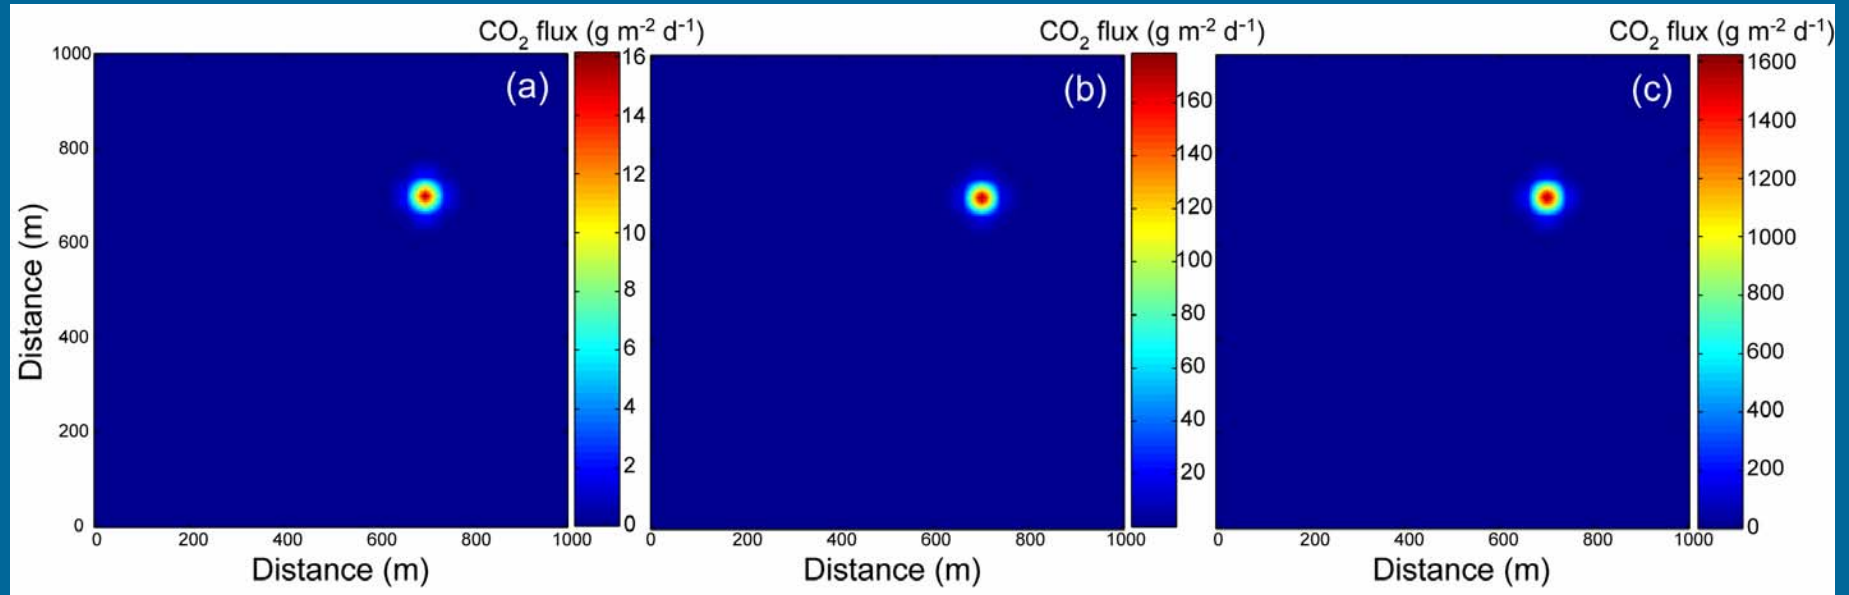 CO2 flux (g m-2 d-1)
CO2 flux (g m-2 d-1)
CO2 flux (g m-2 d-1)
(a)
(b)
(c)
Distance (m)
1000
800
600
400
200
0
0 200 400 600 800 1000
Distance (m)
16
14
12
10
8
6
4
2
0
0 200 400 600 800 1000
Distance (m)
160
140
120
100
80
60
40
20
0 200 400 600 800 1000
Distance (m)
1600
1400
1200
1000
800
600
400
200
0